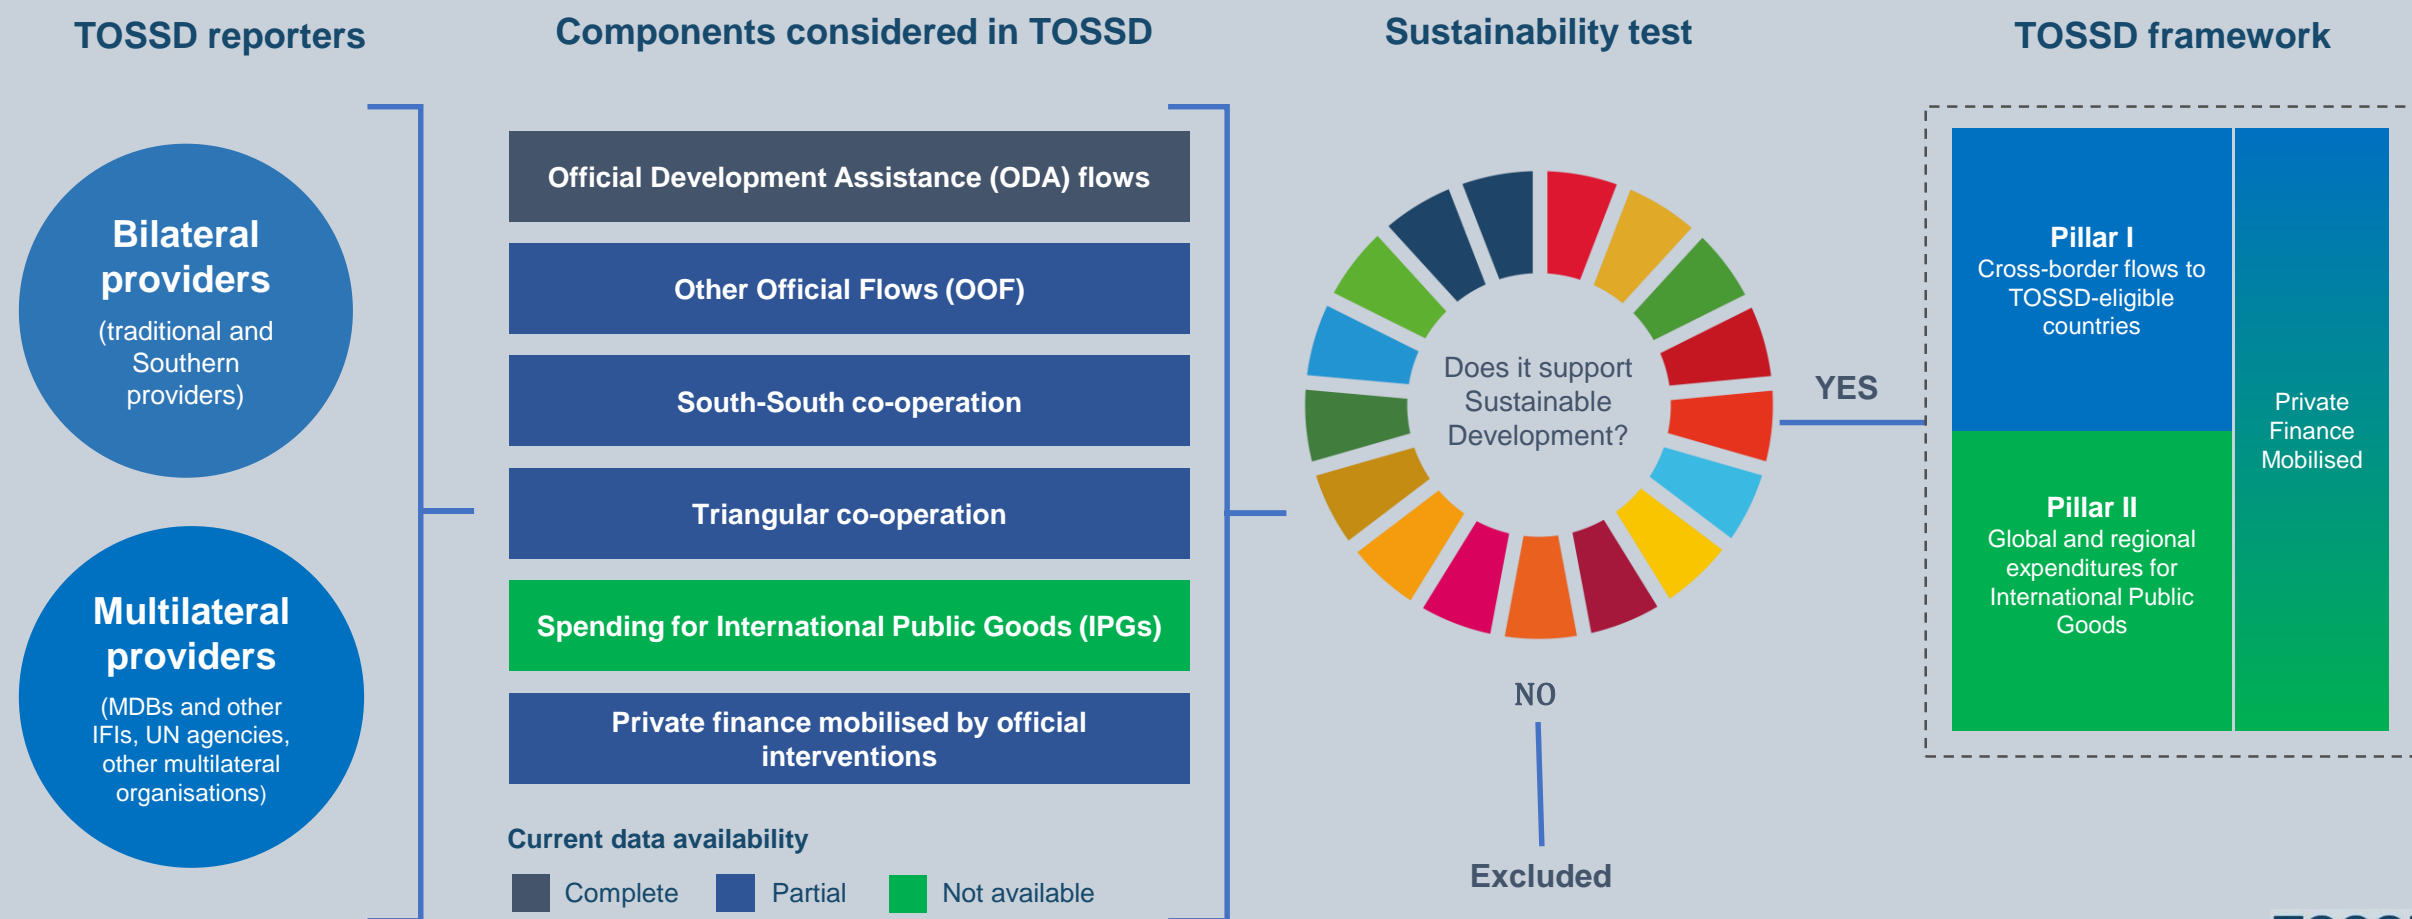 TOSSD reporters
Components considered in TOSSD
Sustainability test
TOSSD framework
Bilateral
providers
(traditional and
Southern
providers)
Multilateral
providers
(MDBs and other
IFIs, UN agencies,
other multilateral
organisations)
Official Development Assistance (ODA) flows
Other Official Flows (OOF)
South-South co-operation
Triangular co-operation
Spending for International Public Goods (IPGs)
Private finance mobilised by official
interventions
Current data availability
Complete
Partial
Not available
Does it support
Sustainable
Development?
YES
NO
Excluded
Pillar I
Cross-border flows to
TOSSD-eligible
countries
Pillar II
Global and regional
expenditures for
International Public
Goods
Private
Finance
Mobilised